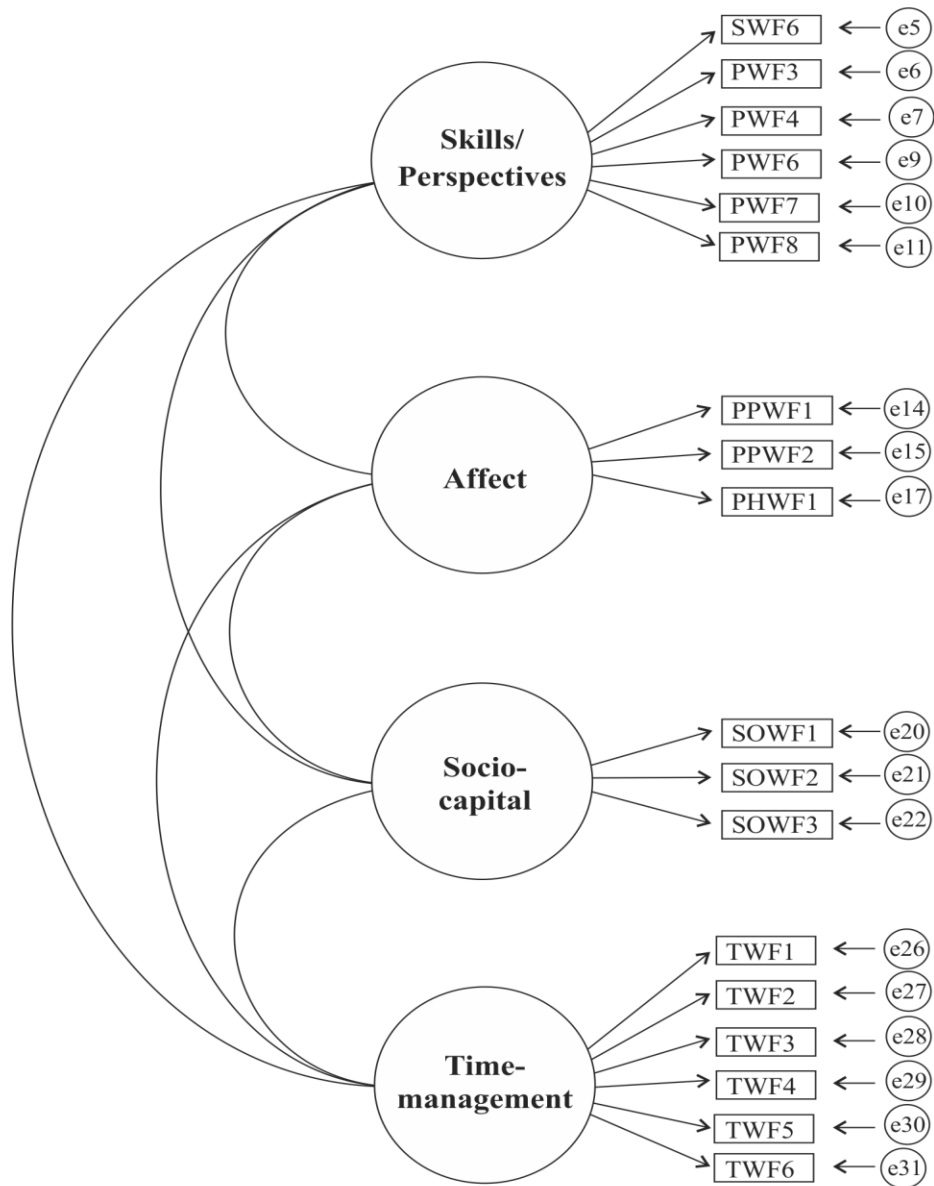 SWF6 e5
PWF3 e6
Skills/
PWF4 e7
Perspectives
PWF6 e9
PWF7 e10
PWF8 e11
PPWF1 e14
PPWF2 e15
Affect
PHWF1 e17
SOWF1 e20
Socio-
SOWF2 e21
capital
SOWF3 e22
TWF1 e26
TWF2 e27
TWF3 e28
Time-
TWF4 e29
management
TWF5 e30
TWF6 e31